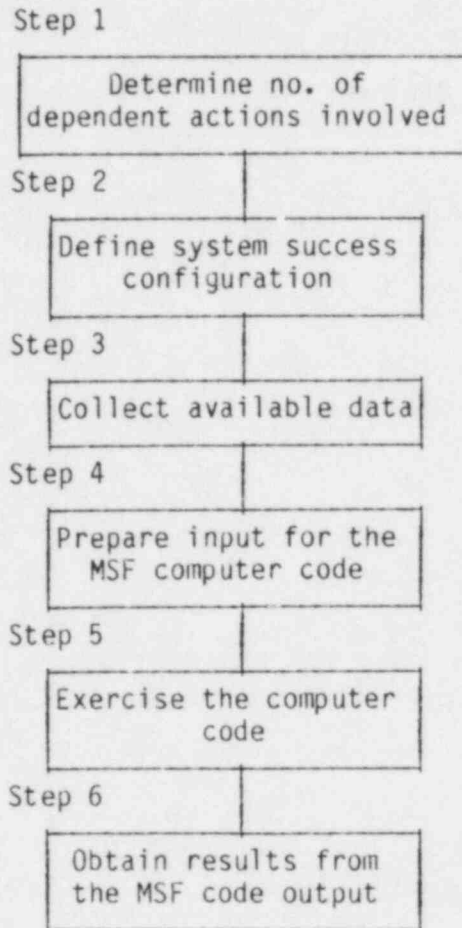 Step 1
Determine no. of
dependent actions involved
Step 2
Define system success
configuration
Step 3
Collect available data
Step 4
Prepare input for the
MSF computer code
Step 5
Exercise the computer
code
Step 6
Obtain results from
the MSF code output